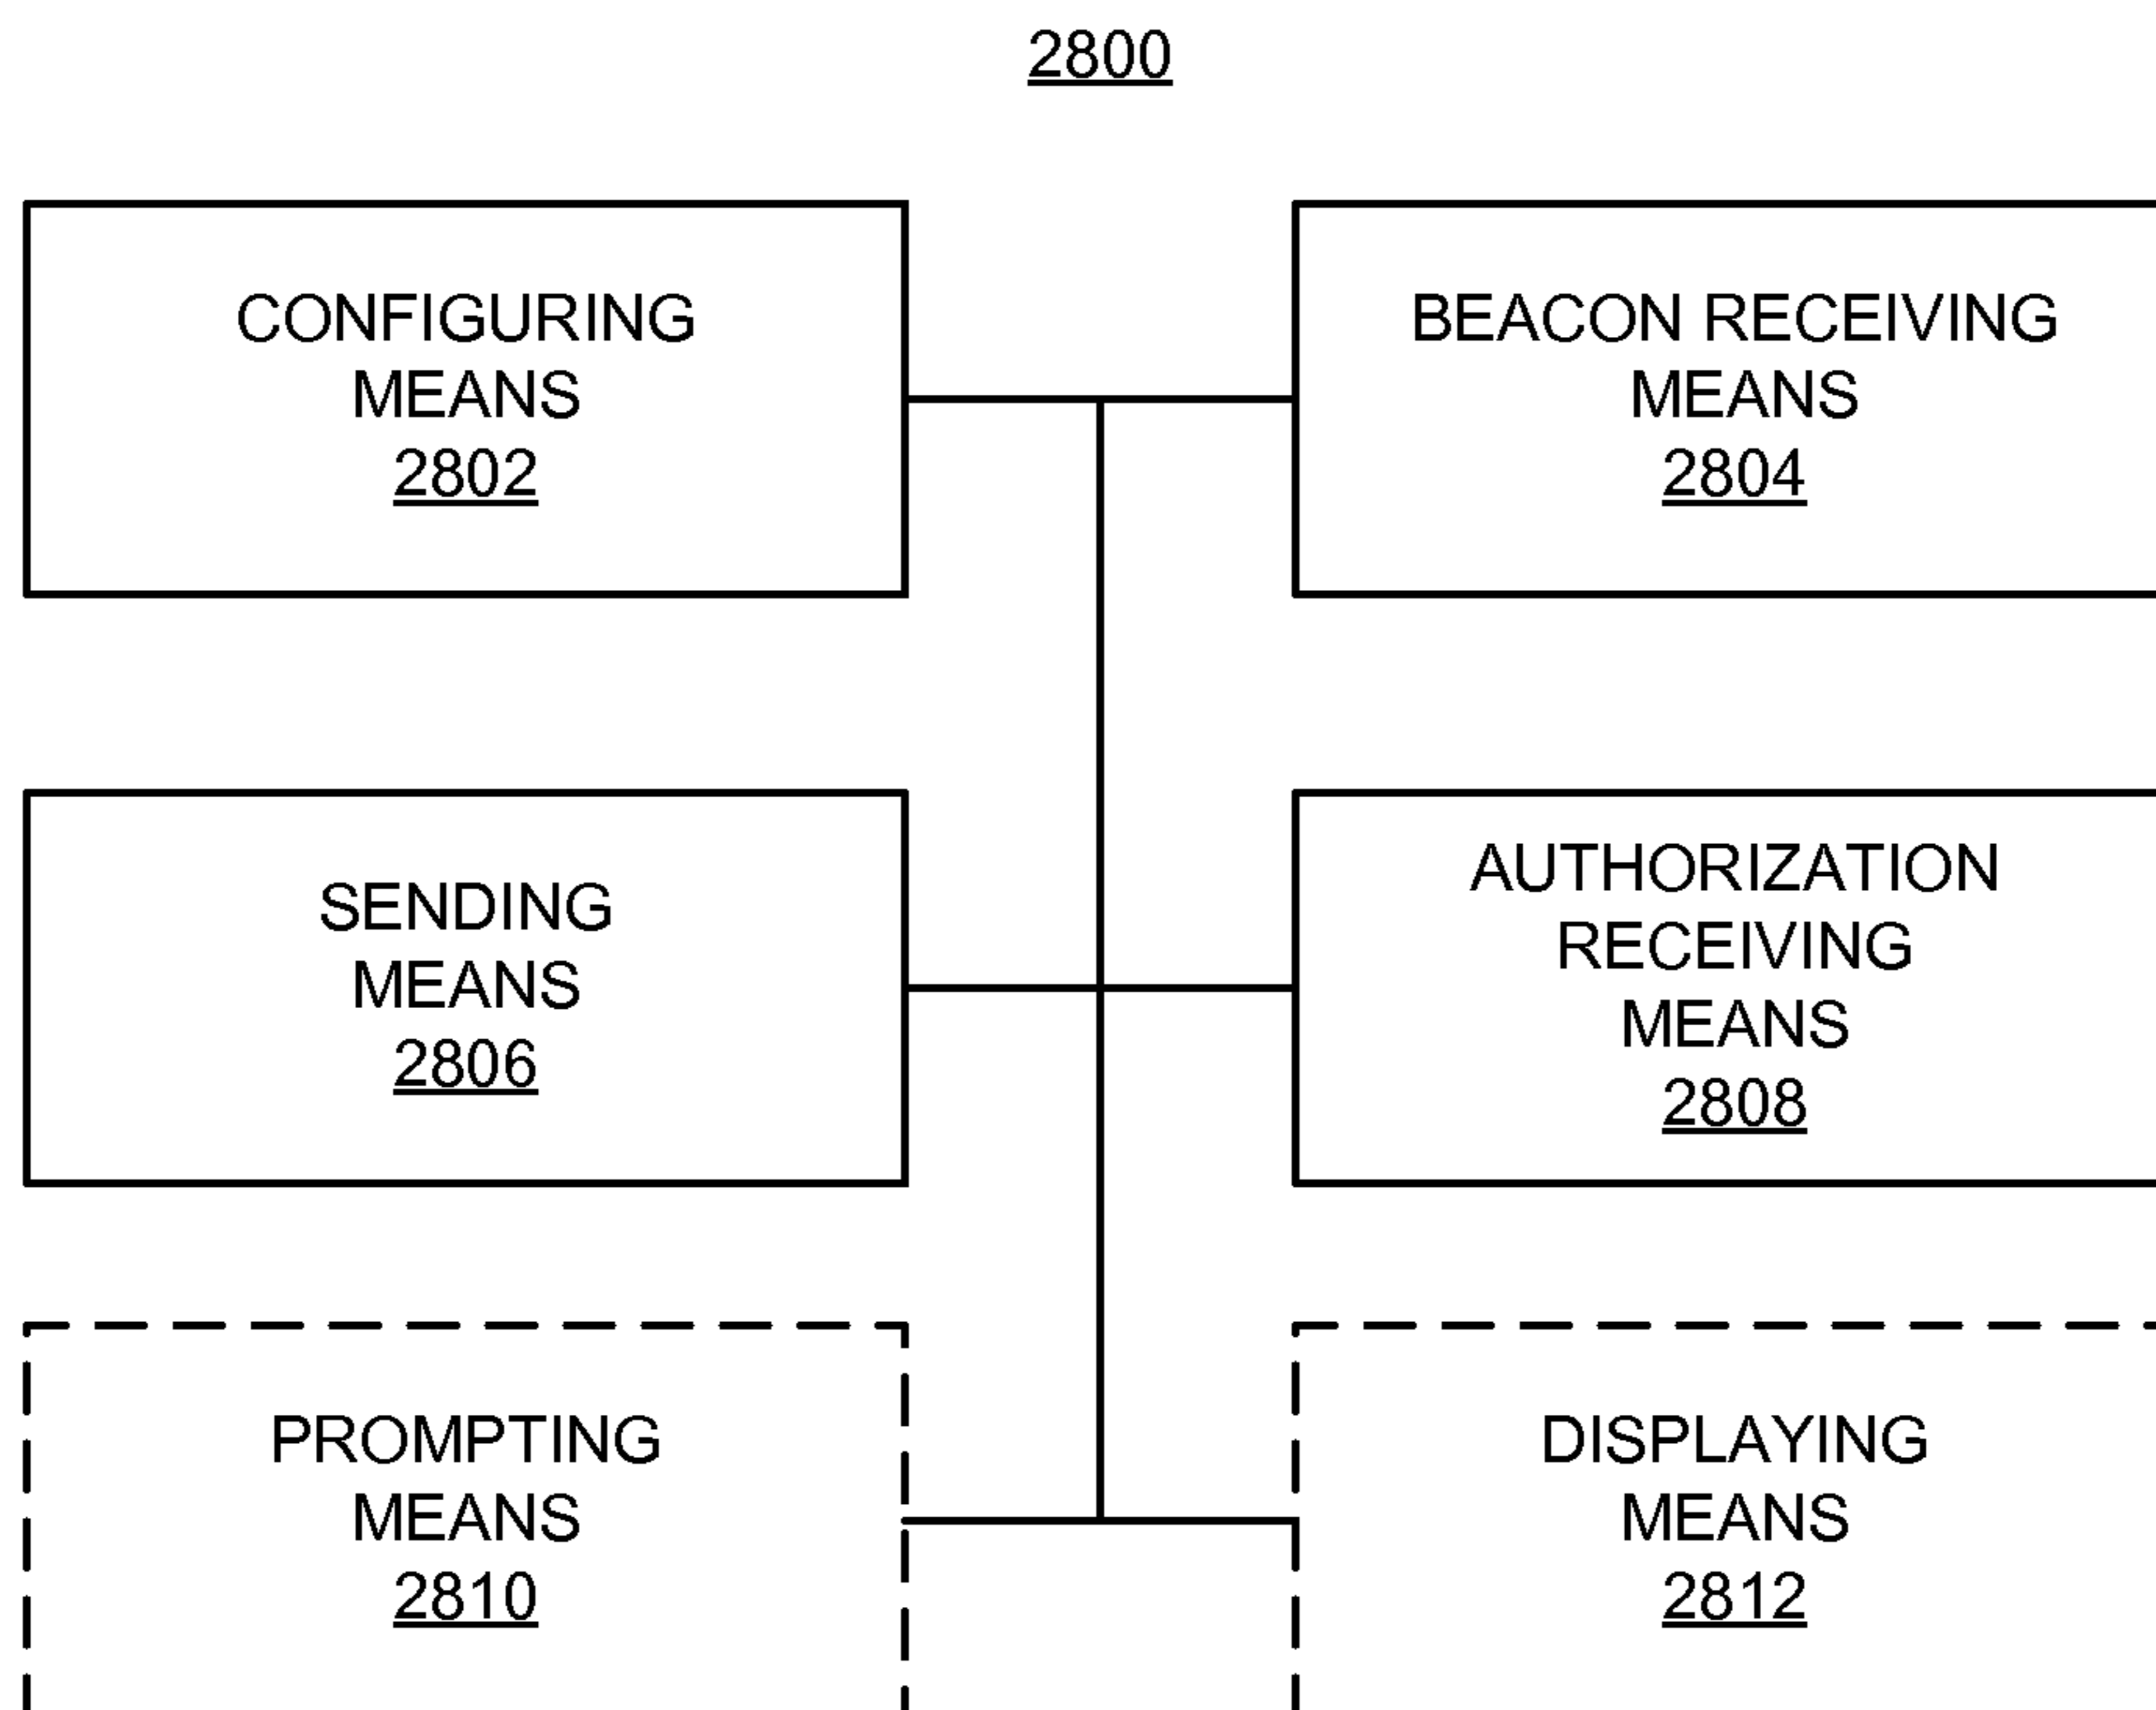 2800
CONFIGURING
MEANS
2802
BEACON RECEIVING
MEANS
2804
SENDING
MEANS
2806
AUTHORIZATION
RECEIVING
MEANS
2808
PROMPTING
MEANS
2810
DISPLAYING
MEANS
2812